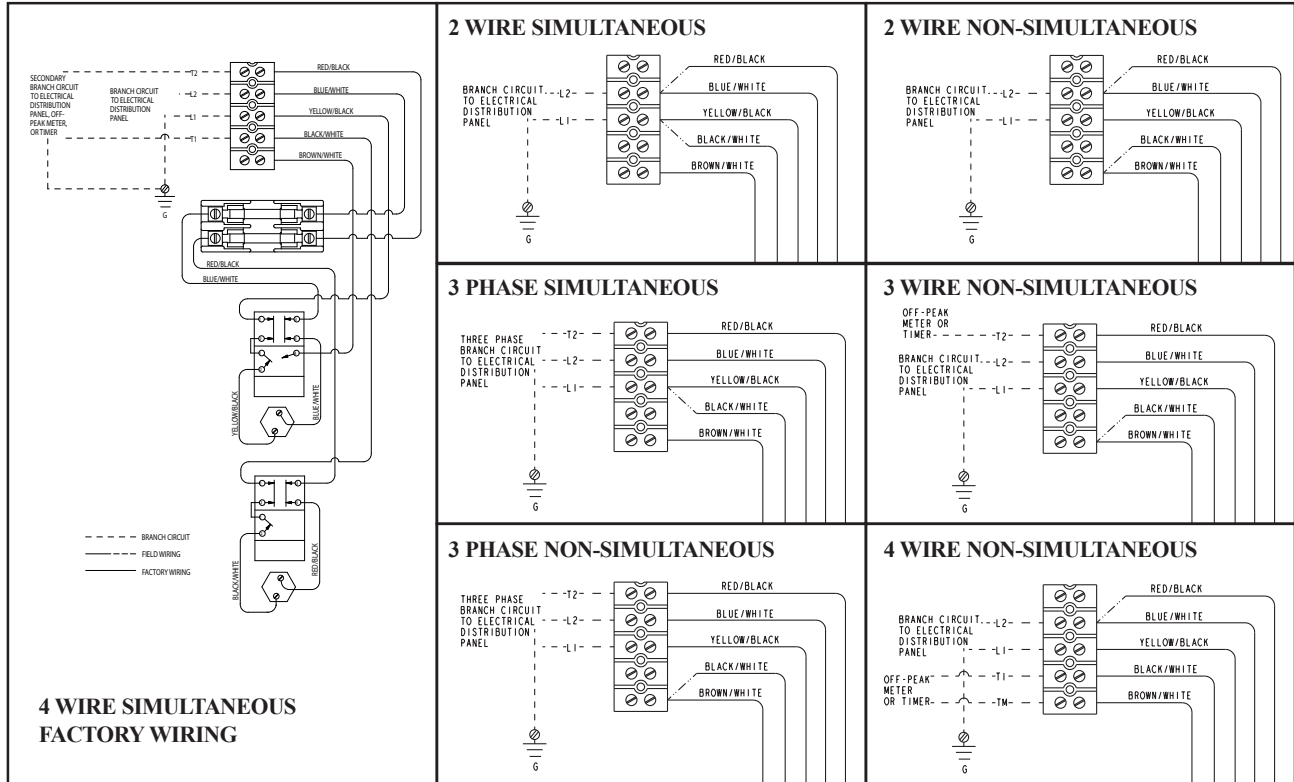 SECONDARY
BRANCH CIRCUIT
TO ELECTRICAL
DISTRIBUTION
PANEL, OFF-
PEAK METER,
OR TIMER
BRANCH CIRCUIT
TO ELECTRICAL
DISTRIBUTION
PANEL
T2
L2
L1
T1
RED/BLACK
BLUE/WHITE
YELLOW/BLACK
BLACK/WHITE
BROWN/WHITE
G
RED/BLACK
BLUE/WHITE
YELLOW/BLACK
BLUE/WHITE
BLACK/WHITE
RED/BLACK
BRANCH CIRCUIT
FIELD WIRING
FACTORY WIRING
4 WIRE SIMULTANEOUS
FACTORY WIRING
2 WIRE SIMULTANEOUS
BRANCH CIRCUIT
TO ELECTRICAL
DISTRIBUTION
PANEL
L2
L1
RED/BLACK
BLUE/WHITE
YELLOW/BLACK
BLACK/WHITE
BROWN/WHITE
G
2 WIRE NON-SIMULTANEOUS
BRANCH CIRCUIT
TO ELECTRICAL
DISTRIBUTION
PANEL
L2
L1
RED/BLACK
BLUE/WHITE
YELLOW/BLACK
BLACK/WHITE
BROWN/WHITE
G
3 PHASE SIMULTANEOUS
THREE PHASE
BRANCH CIRCUIT
TO ELECTRICAL
DISTRIBUTION
PANEL
T2
L2
L1
RED/BLACK
BLUE/WHITE
YELLOW/BLACK
BLACK/WHITE
BROWN/WHITE
G
3 WIRE NON-SIMULTANEOUS
OFF-PEAK
METER OR
TIMER
BRANCH CIRCUIT
TO ELECTRICAL
DISTRIBUTION
PANEL
T2
L2
L1
RED/BLACK
BLUE/WHITE
YELLOW/BLACK
BLACK/WHITE
BROWN/WHITE
G
3 PHASE NON-SIMULTANEOUS
THREE PHASE
BRANCH CIRCUIT
TO ELECTRICAL
DISTRIBUTION
PANEL
T2
L2
L1
RED/BLACK
BLUE/WHITE
YELLOW/BLACK
BLACK/WHITE
BROWN/WHITE
G
4 WIRE NON-SIMULTANEOUS
BRANCH CIRCUIT
TO ELECTRICAL
DISTRIBUTION
PANEL
OFF-PEAK
METER
OR TIMER
L2
L1
T1
TM
RED/BLACK
BLUE/WHITE
YELLOW/BLACK
BLACK/WHITE
BROWN/WHITE
G